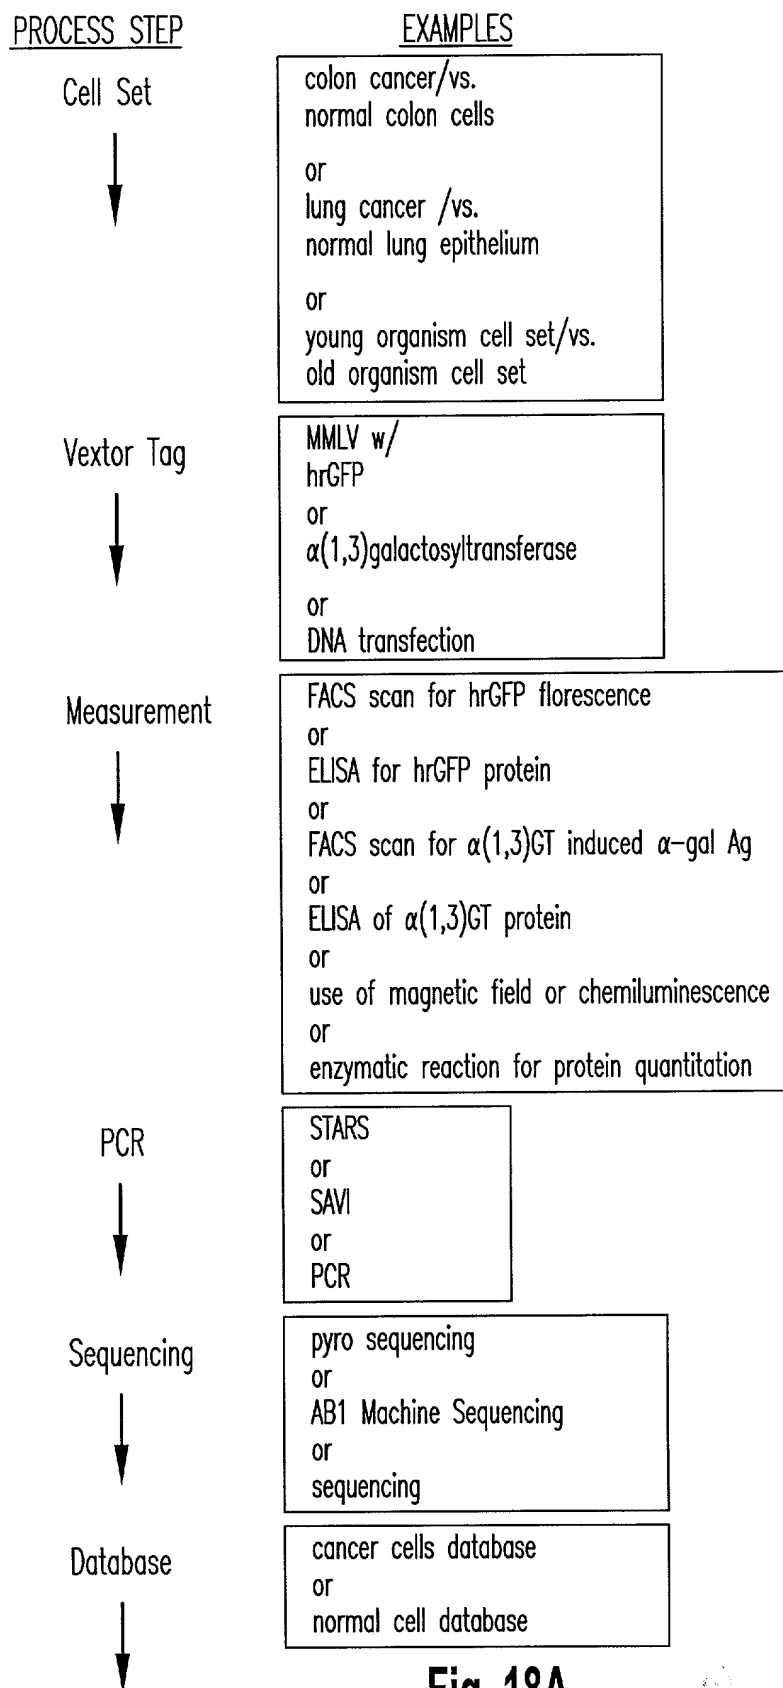 PROCESS STEP
EXAMPLES
Cell Set
colon cancer/vs.
normal colon cells
or
lung cancer /vs.
normal lung epithelium
or
young organism cell set/vs.
old organism cell set
Vextor Tag
MMLV w/
hrGFP
or
α(1,3)galactosyltransferase
or
DNA transfection
Measurement
FACS scan for hrGFP florescence
or
ELISA for hrGFP protein
or
FACS scan for α(1,3)GT induced α-gal Ag
or
ELISA of α(1,3)GT protein
or
use of magnetic field or chemiluminescence
or
enzymatic reaction for protein quantitation
PCR
STARS
or
SAVI
or
PCR
Sequencing
pyro sequencing
or
AB1 Machine Sequencing
or
sequencing
Database
cancer cells database
or
normal cell database
Fig. 18A